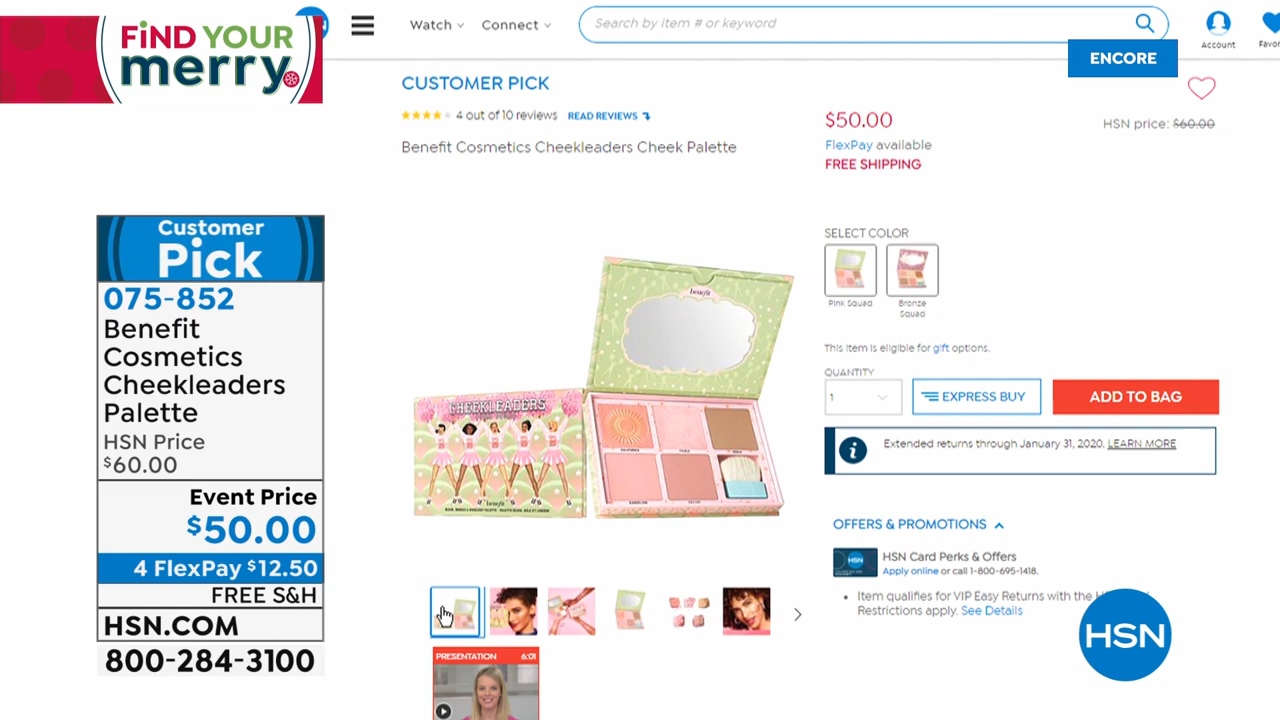 FiND YOUR
merry.
Watch
Connect
Search by item # or keyword
Account
ENCORE
CUSTOMER PICK
4 out of 10 reviews
READ REVIEWS
Benefit Cosmetics Cheekleaders Cheek Palette
$50.00
HSN price: $60.00
FlexPay available
FREE SHIPPING
SELECT COLOR
Pink Squad
Bronze
Squad
This item is eligible for gift options.
QUANTITY
1
EXPRESS BUY
ADD TO BAG
Extended returns through January 31, 2020. LEARN MORE
OFFERS & PROMOTIONS
HSN
HSN Card Perks & Offers
Apply online or call 1-800-695-1418.
Item qualifies for VIP Easy Returns with the
Restrictions apply. See Details
HSN
Customer
Pick
075-852
Benefit
Cosmetics
Cheekleaders
Palette
HSN Price
$60.00
Event Price
$50.00
4 FlexPay $12.50
FREE S&H
HSN.COM
800-284-3100
benefit
CHEEKLEADERS
benefit
PRESENTATION 6:01